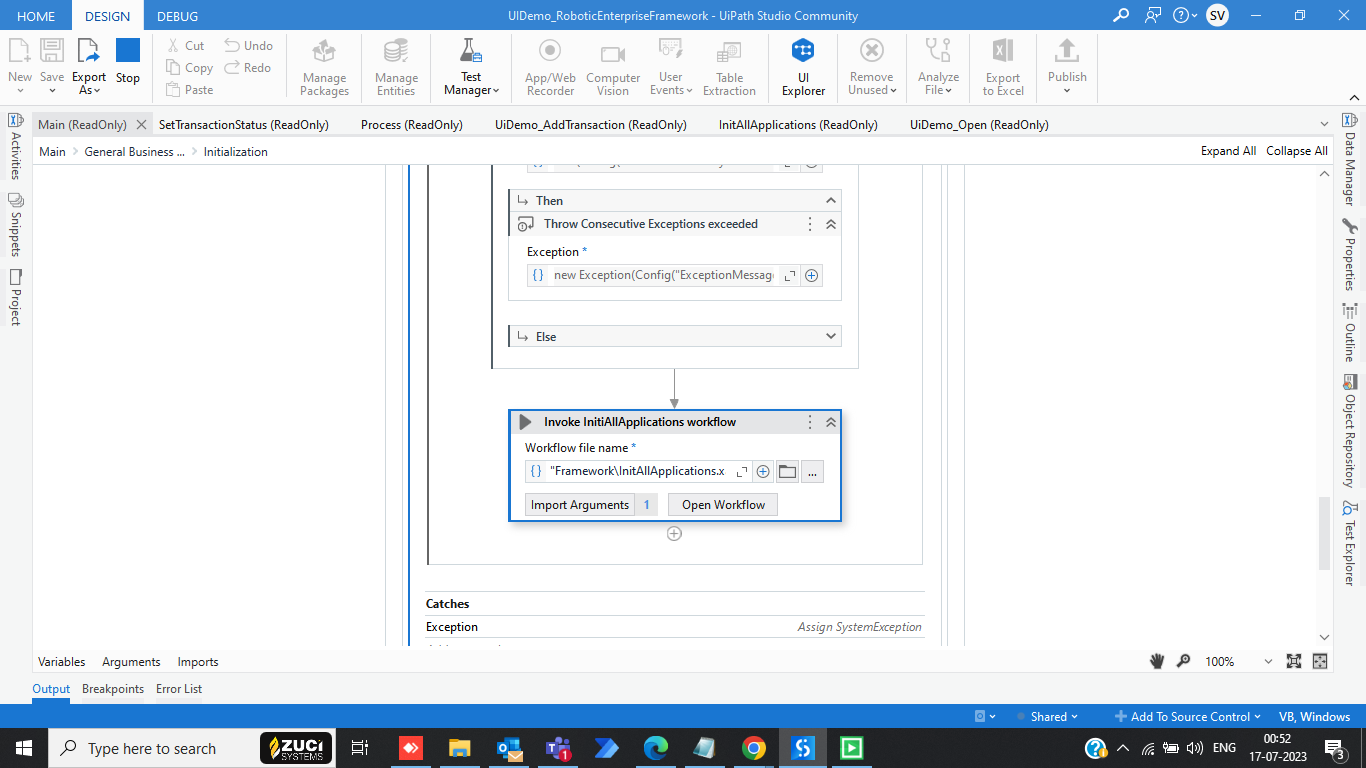 HOME DESIGN DEBUG UIDemo_RoboticEnterpriseFramework - UiPath Studio Community SV
New Save Export As Stop
Cut Copy Paste Undo Redo
Manage Packages
Manage Entities
Test Manager
App/Web Recorder
Computer Vision
User Events
Table Extraction
UI Explorer
Remove Unused
Analyze File
Export to Excel
Publish
Main (ReadOnly) SetTransactionStatus (ReadOnly) Process (ReadOnly) UiDemo_AddTransaction (ReadOnly) InitAllApplications (ReadOnly) UiDemo_Open (ReadOnly)
Main > General Business ... > Initialization Expand All Collapse All
Activities
Snippets
Project
Then
Throw Consecutive Exceptions exceeded
Exception *
{} new Exception(Config("ExceptionMessag
Else
Invoke InitiAllApplications workflow
Workflow file name *
{} "Framework\InitAllApplications.x ...
Import Arguments 1 Open Workflow
Catches
Exception Assign SystemException
Data Manager
Properties
Outline
Object Repository
Test Explorer
Variables Arguments Imports 100%
Output Breakpoints Error List
Shared Add To Source Control VB, Windows
Type here to search ZUCI SYSTEMS 1 ENG 00:52
17-07-2023 3